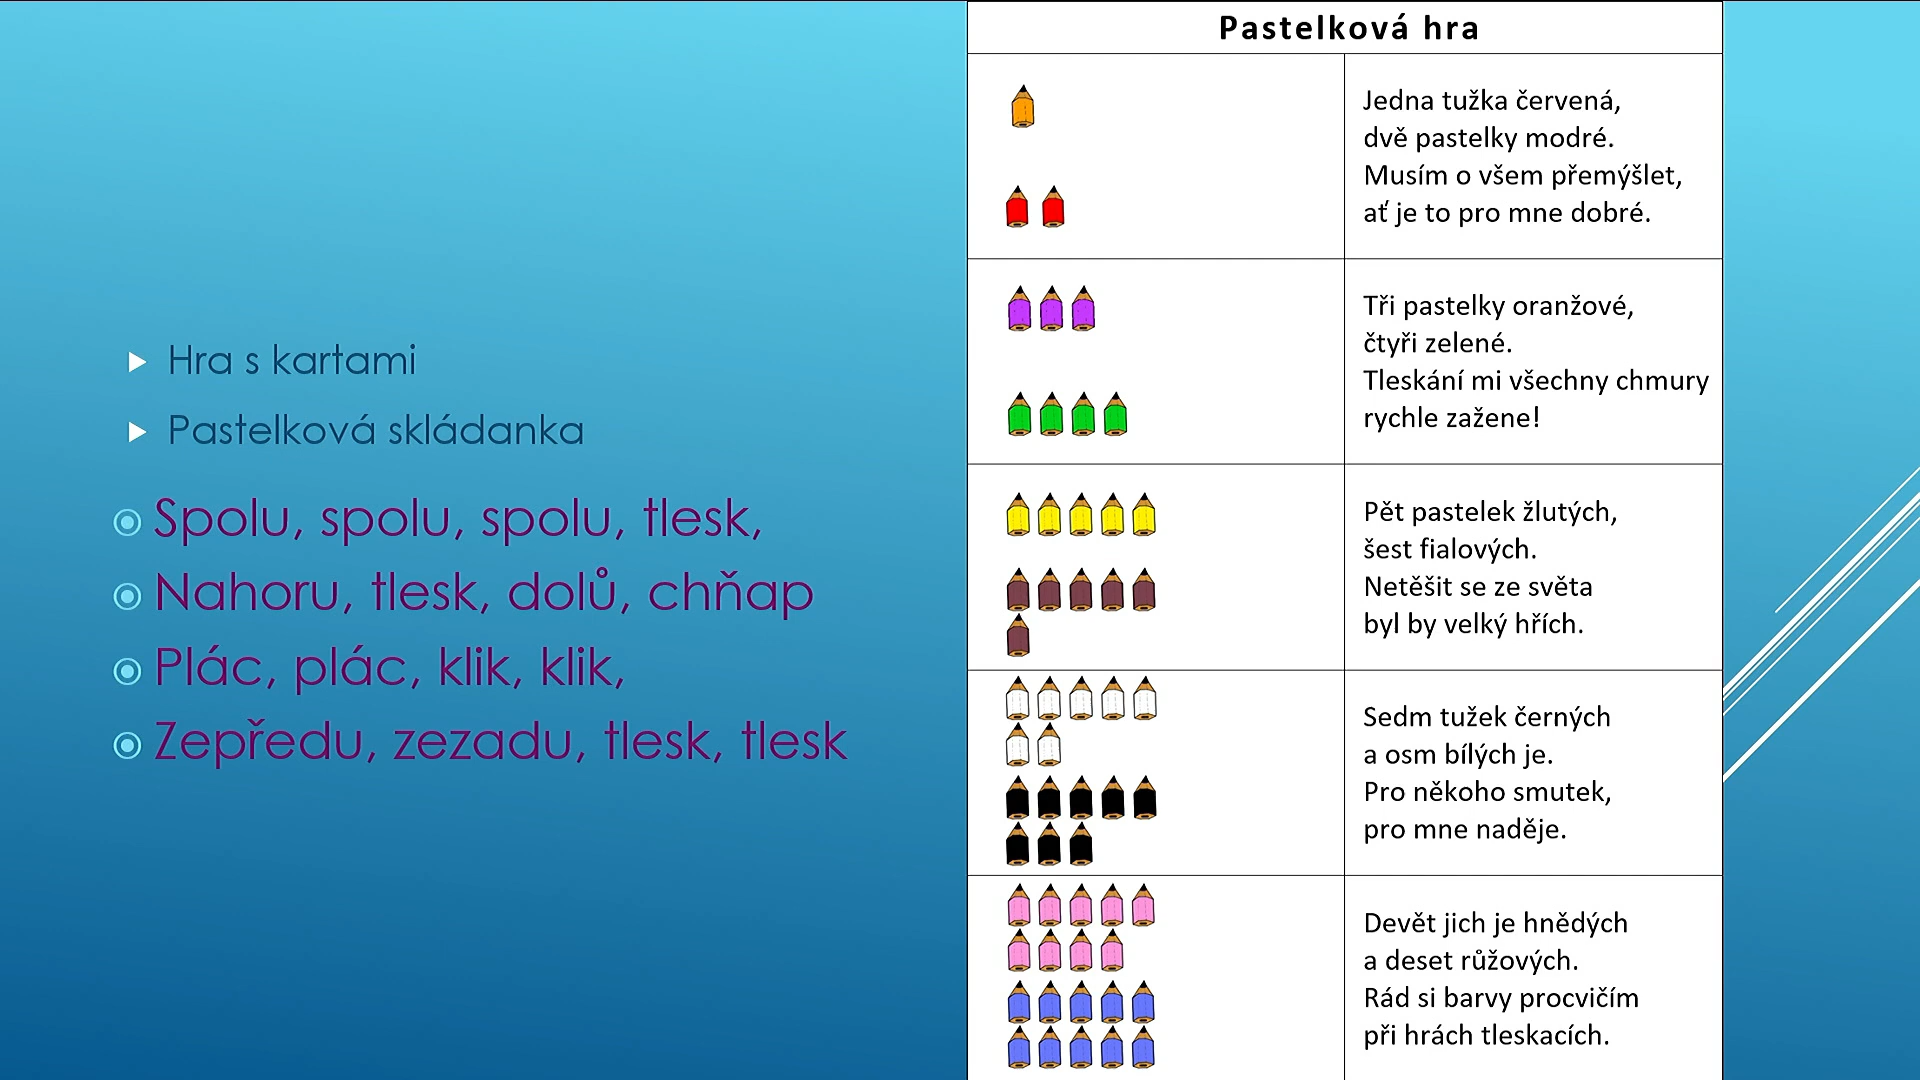 Hra s kartami
Pastelková skládanka
Spolu, spolu, spolu, tlesk,
Nahoru, tlesk, dolů, chňap
Plác, plác, klik, klik,
Zepředu, zezadu, tlesk, tlesk
Pastelková hra
Jedna tužka červená,
dvě pastelky modré.
Musím o všem přemýšlet,
ať je to pro mne dobré.
Tři pastelky oranžové,
čtyři zelené.
Tleskání mi všechny chmury
rychle zažene!
Pět pastelek žlutých,
šest fialových.
Netěšit se ze světa
byl by velký hřích.
Sedm tužek černých
a osm bílých je.
Pro někoho smutek,
pro mne naděje.
Devět jich je hnědých
a deset růžových.
Rád si barvy procvičím
při hrách tleskacích.